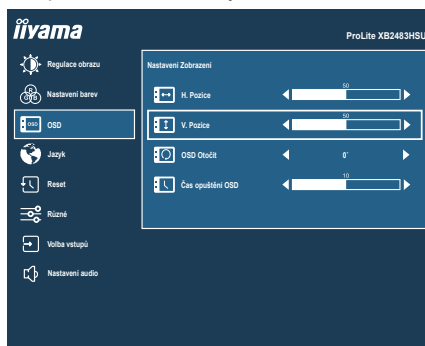 iiyama
ProLite XB2483HSU
Regulace obrazu
Nastavení barev
R
G B
OSD
OSD
Jazyk
Reset
Různé
Volba vstupů
Nastavení audio
Nastavení Zobrazení
H. Pozice
50
V. Pozice
50
OSD Otočit
0°
Čas opuštění OSD
10